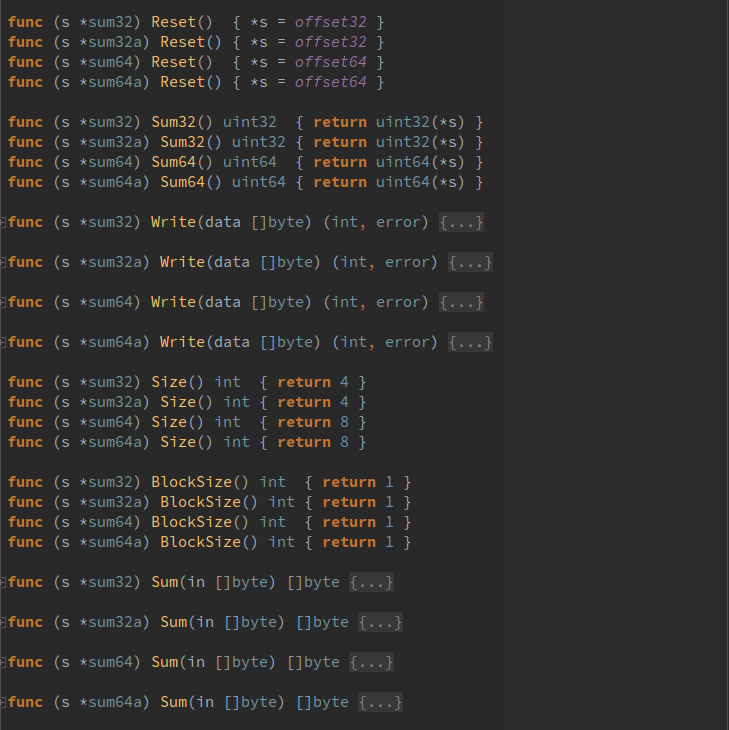 func (s *sum32) Reset()  { *s = offset32 }
func (s *sum32a) Reset() { *s = offset32 }
func (s *sum64) Reset()  { *s = offset64 }
func (s *sum64a) Reset() { *s = offset64 }
func (s *sum32) Sum32() uint32  { return uint32(*s) }
func (s *sum32a) Sum32() uint32 { return uint32(*s) }
func (s *sum64) Sum64() uint64  { return uint64(*s) }
func (s *sum64a) Sum64() uint64 { return uint64(*s) }
func (s *sum32) Write(data []byte) (int, error) {...}
func (s *sum32a) Write(data []byte) (int, error) {...}
func (s *sum64) Write(data []byte) (int, error) {...}
func (s *sum64a) Write(data []byte) (int, error) {...}
func (s *sum32) Size() int  { return 4 }
func (s *sum32a) Size() int { return 4 }
func (s *sum64) Size() int  { return 8 }
func (s *sum64a) Size() int { return 8 }
func (s *sum32) BlockSize() int  { return 1 }
func (s *sum32a) BlockSize() int { return 1 }
func (s *sum64) BlockSize() int  { return 1 }
func (s *sum64a) BlockSize() int { return 1 }
func (s *sum32) Sum(in []byte) []byte {...}
func (s *sum32a) Sum(in []byte) []byte {...}
func (s *sum64) Sum(in []byte) []byte {...}
func (s *sum64a) Sum(in []byte) []byte {...}